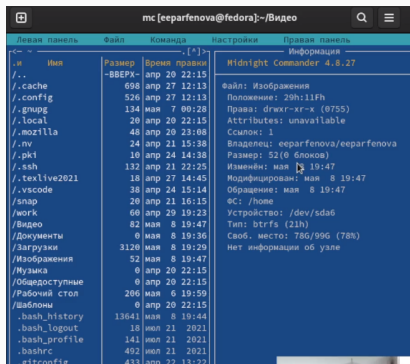 mc [eeparfenova@fedora]:~/Видео
Левая панель Файл Команда Настройки Правая панель
<- ~ .[^]>
.и Имя Размер Время правки
/.. -ВВЕРХ- апр 20 22:15
/.cache 698 апр 27 12:13
/.config 526 апр 27 12:13
/.gnupg 134 мая 7 00:28
/.local 20 апр 20 22:15
/.mozilla 48 апр 20 23:08
/.nv 24 апр 21 15:38
/.pki 10 апр 24 14:38
/.ssh 132 апр 21 22:25
/.texlive2021 18 апр 27 14:45
/.vscode 38 апр 24 15:14
/snap 20 апр 21 16:15
/work 60 апр 29 19:23
/Видео 82 мая 8 19:47
/Документы 0 мая 8 19:36
/Загрузки 3120 мая 8 19:29
/Изображения 52 мая 8 19:47
/Музыка 0 апр 20 22:15
/Общедоступные 0 апр 20 22:15
/Рабочий стол 206 мая 6 19:59
/Шаблоны 0 апр 20 22:15
.bash_history 13641 мая 8 19:44
.bash_logout 18 июл 21 2021
.bash_profile 141 июл 21 2021
.bashrc 492 июл 21 2021
.gitconfig 433 апр 22 13:22
Информация
Midnight Commander 4.8.27
Файл: Изображения
Положение: 29h:11Fh
Права: drwxr-xr-x (0755)
Attributes: unavailable
Ссылок: 1
Владелец: eeparfenova/eeparfenova
Размер: 52(0 блоков)
Изменён: мая 8 19:47
Модифицирован: мая 8 19:47
Обращение: мая 8 19:47
ФС: /home
Устройство: /dev/sda6
Тип: btrfs (21h)
Своб. место: 78G/99G (78%)
Нет информации об узле